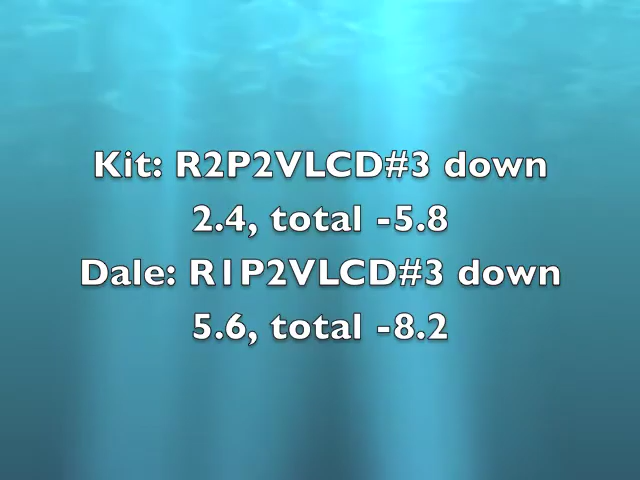 Kit: R2P2VLCD#3 down
2.4, total -5.8
Dale: R1P2VLCD#3 down
5.6, total -8.2